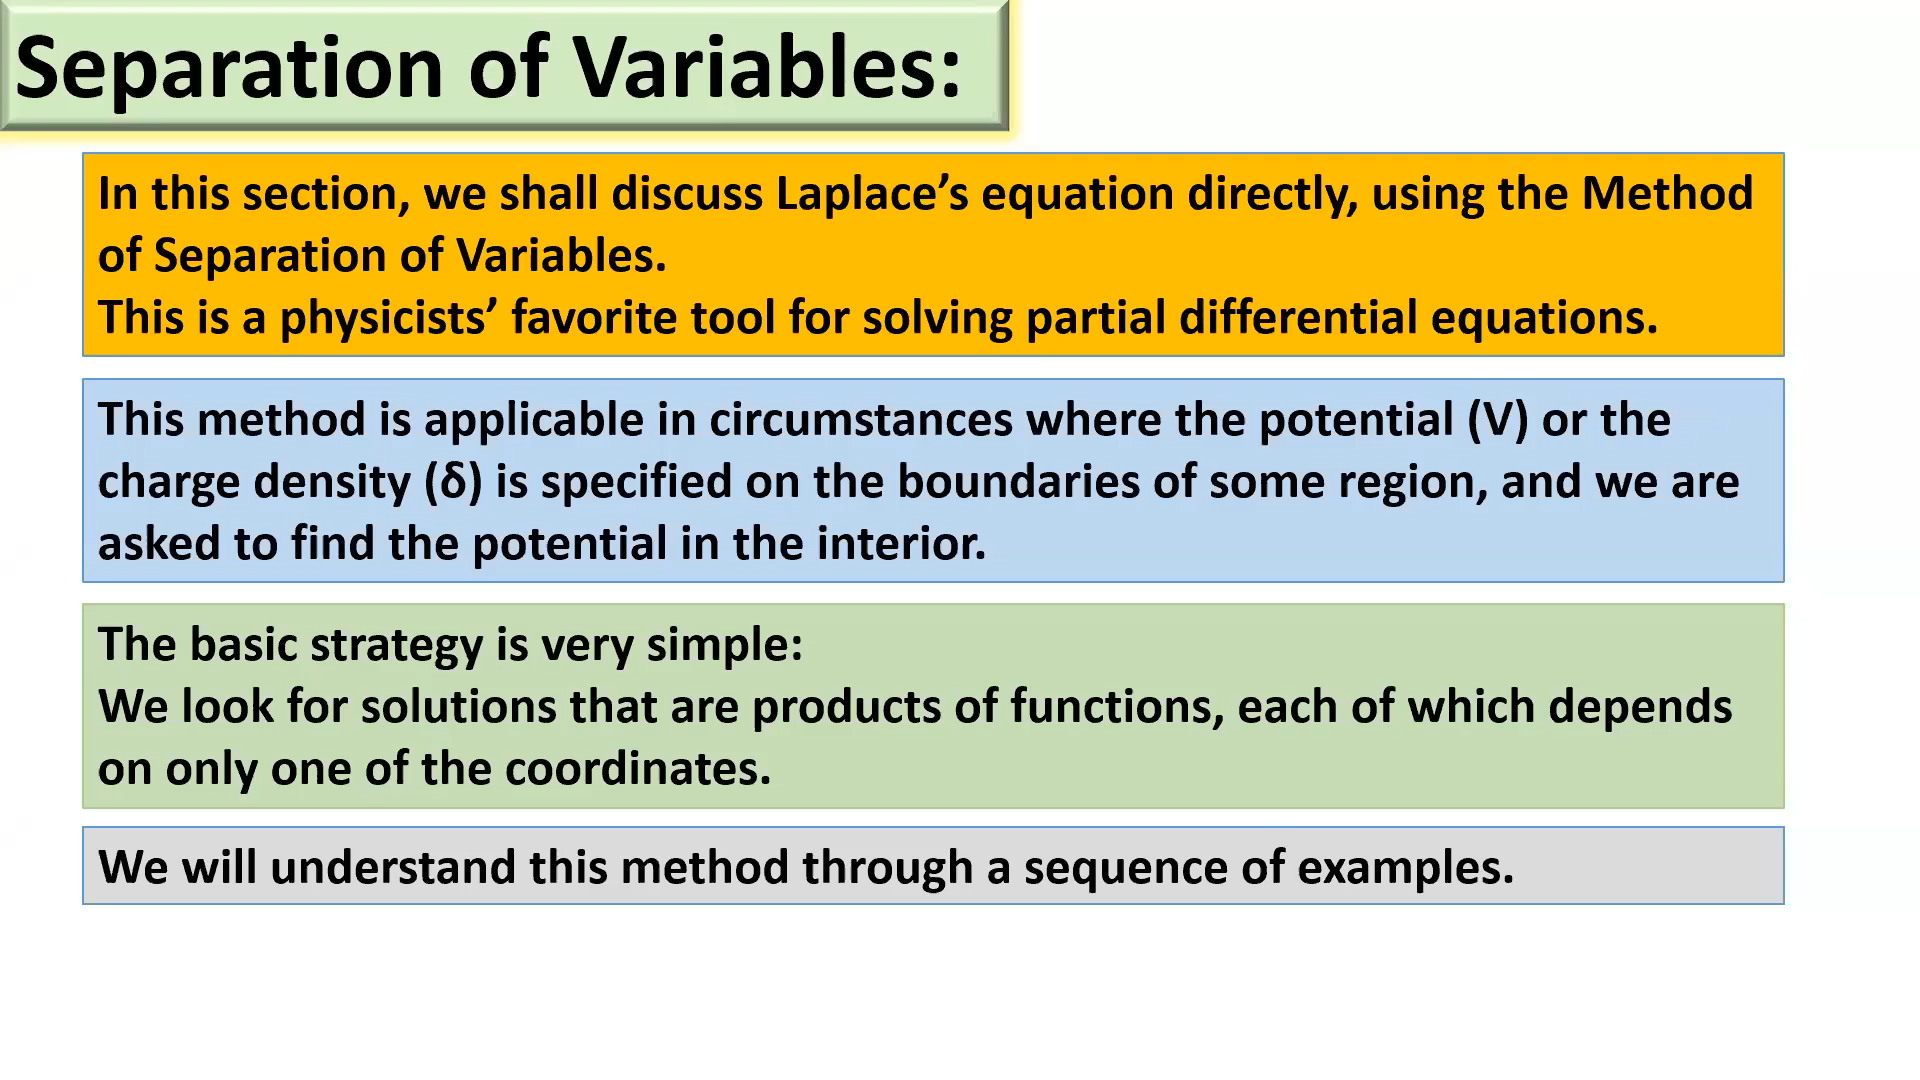 Separation of Variables:
In this section, we shall discuss Laplace’s equation directly, using the Method
of Separation of Variables.
This is a physicists’ favorite tool for solving partial differential equations.
This method is applicable in circumstances where the potential (V) or the
charge density (δ) is specified on the boundaries of some region, and we are
asked to find the potential in the interior.
The basic strategy is very simple:
We look for solutions that are products of functions, each of which depends
on only one of the coordinates.
We will understand this method through a sequence of examples.